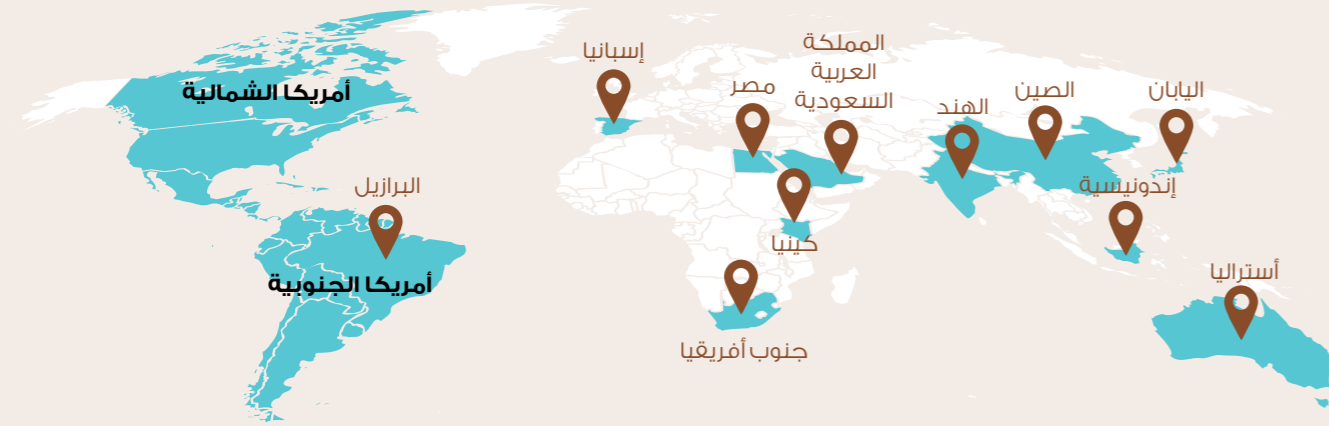 المملكة
العربية
السعودية
إسبانيا
مصر
اليابان
الصين
الهند
أمريكا الشمالية
إندونيسية
البرازيل
كينيا
أستراليا
أمريكا الجنوبية
جنوب أفريقيا